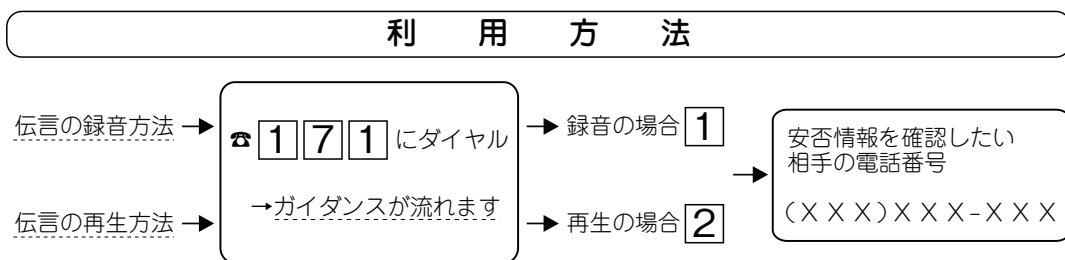 利用方法
伝言の録音方法
伝言の再生方法
☎171にダイヤル
→ガイダンスが流れます
録音の場合1
再生の場合2
安否情報を確認したい
相手の電話番号
(XXX)XXX-XXX